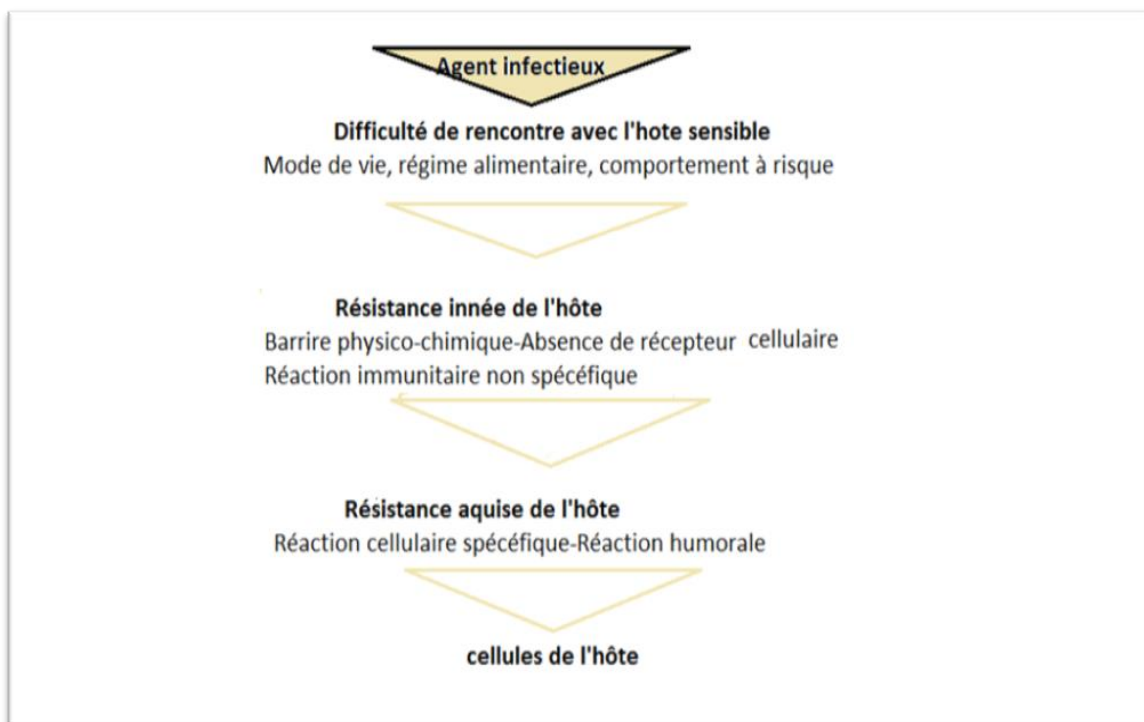 Agent infectieux
Difficulté de rencontre avec l'hote sensible
Mode de vie, régime alimentaire, comportement à risque
Résistance innée de l'hôte
Barrire physico-chimique-Absence de récepteur cellulaire
Réaction immunitaire non spécéfique
Résistance aquise de l'hôte
Réaction cellulaire spécéfique-Réaction humorale
cellules de l'hôte